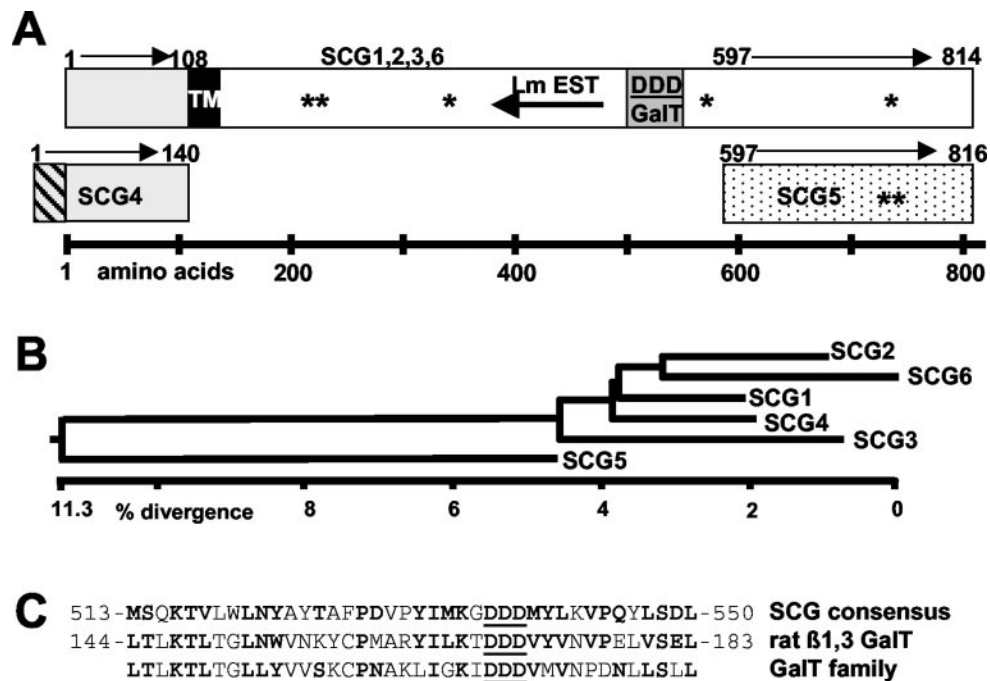 A
1 108 SCG1,2,3,6 597 814
TM ** * Lm EST DDD * *
GalT
1 140 597 816
SCG4 SCG5 **
1 amino acids 200 400 600 800
B
SCG2
SCG6
SCG1
SCG4
SCG3
SCG5
11.3 % divergence 8 6 4 2 0
C 513-MSQKTVLWLNYAYTAFPDVPYIMKGDDDMYLKVPQYLSDL-550 SCG consensus
144-LTLKTLTGLNWVNKYCPMARYILKTDDDVYVNVPELVSEL-183 rat ß1,3 GalT
LTLKTLTGLLYVVSKCPNAKLIGKIDDDVMVNPDNLLSLL GalT family